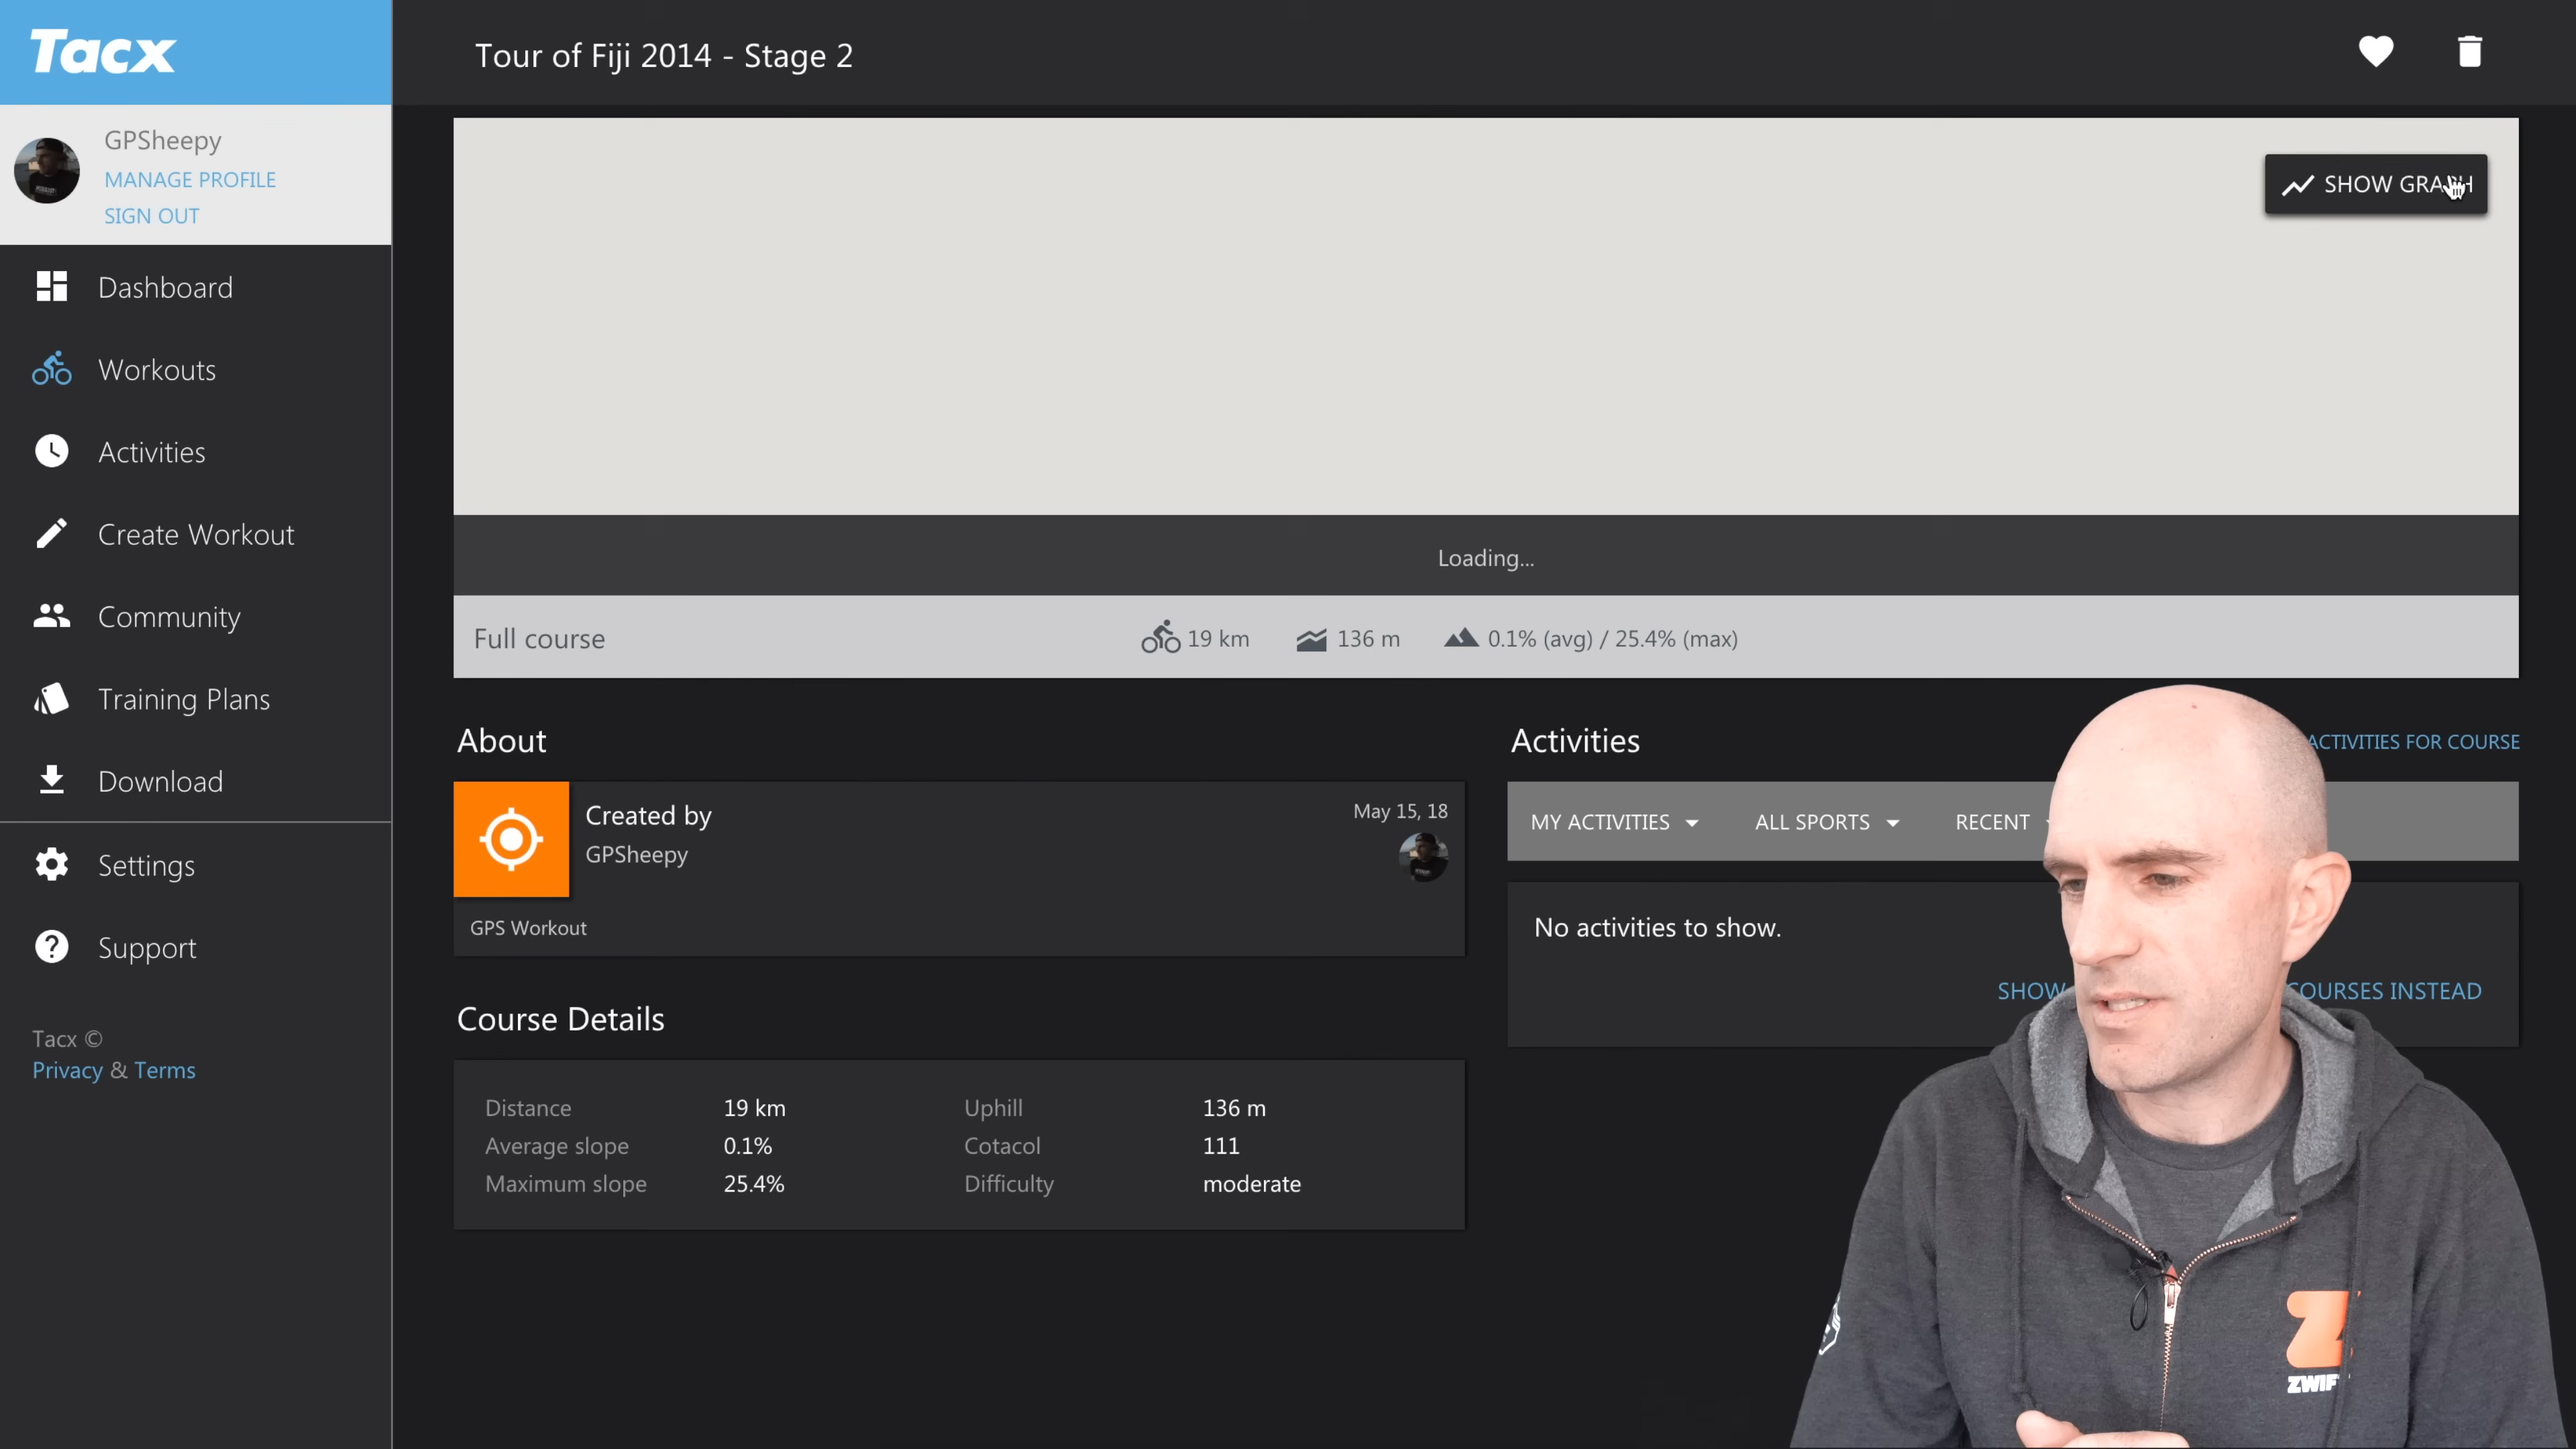 Tacx
Tour of Fiji 2014 - Stage 2
GPSheepy
MANAGE PROFILE
SIGN OUT
Dashboard
Workouts
Activities
Create Workout
Community
Training Plans
Download
Settings
Support
Tacx ©
Privacy & Terms
SHOW GRAPH
Loading...
Full course
19 km
136 m
0.1% (avg) / 25.4% (max)
About
Created by
GPSheepy
May 15, 18
GPS Workout
Course Details
Distance 19 km Uphill 136 m
Average slope 0.1% Cotacol 111
Maximum slope 25.4% Difficulty moderate
Activities
ACTIVITIES FOR COURSE
MY ACTIVITIES ALL SPORTS RECENT
No activities to show.
SHOW COURSES INSTEAD
ZWIF